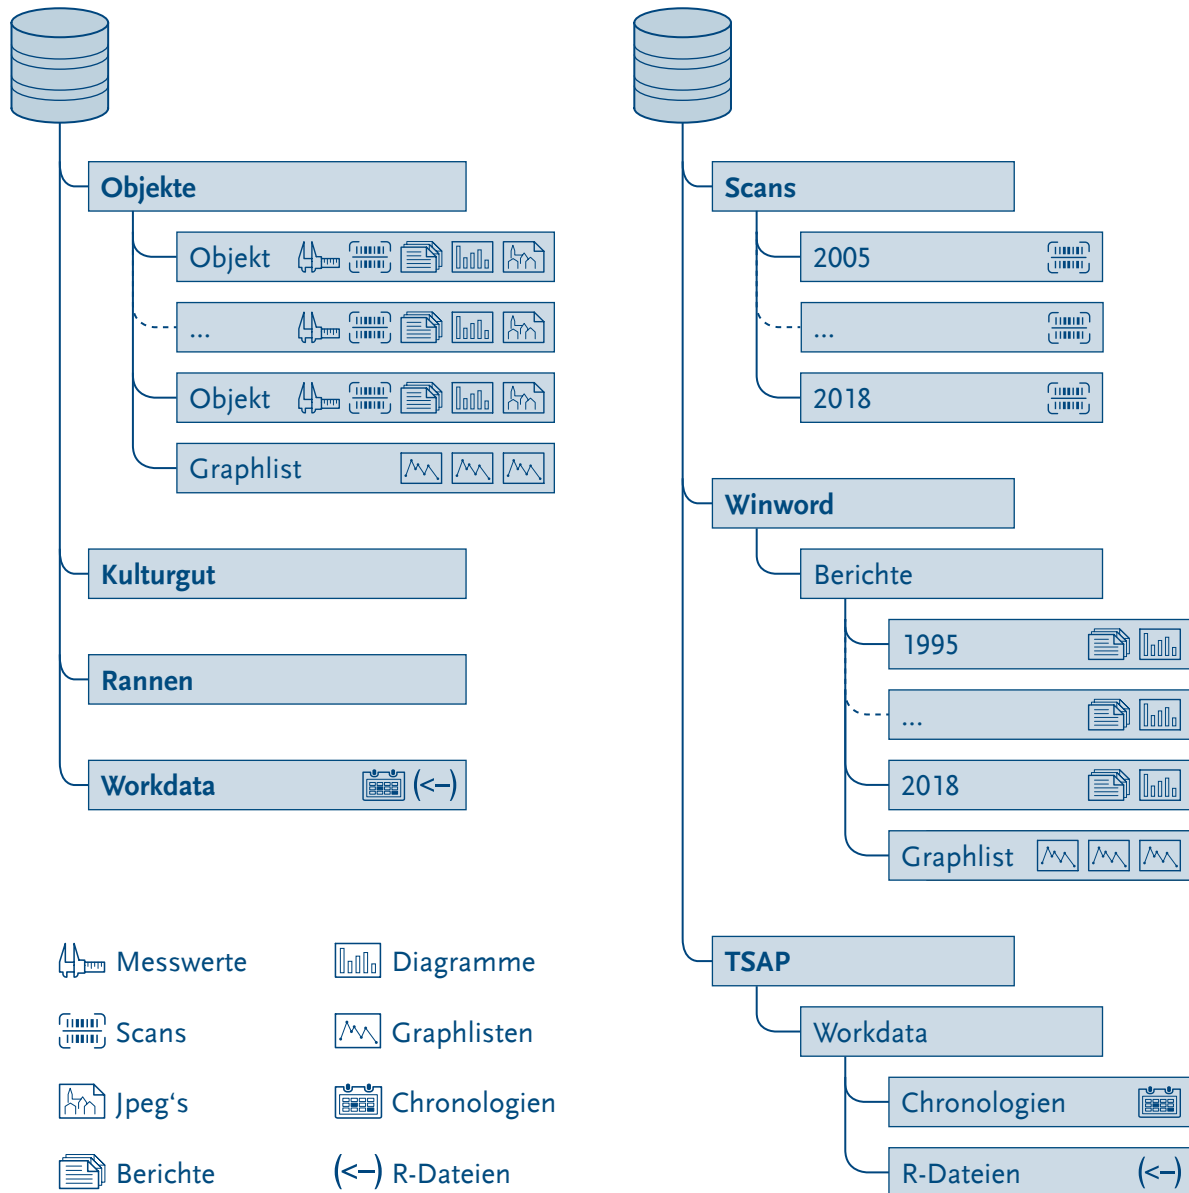 Objekte
Objekt
...
Objekt
Graphlist
Kulturgut
Rannen
Workdata (<–)
Scans
2005
...
2018
Winword
Berichte
1995
...
2018
Graphlist
TSAP
Workdata
Chronologien
R-Dateien (<–)
Messwerte
Scans
Jpeg‘s
Berichte
Diagramme
Graphlisten
Chronologien
(<–) R-Dateien